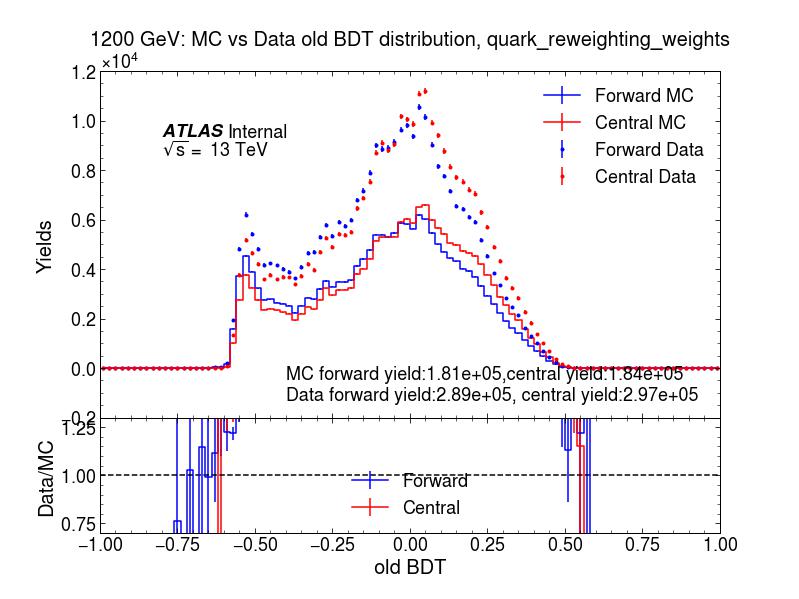 1200 GeV: MC vs Data old BDT distribution, quark_reweighting_weights
×10⁴
1.2
1.0
0.8
0.6
0.4
0.2
0.0
0.2
Yields
ATLAS Internal
√s = 13 TeV
Forward MC
Central MC
Forward Data
Central Data
MC forward yield:1.81e+05,central yield:1.84e+05
Data forward yield:2.89e+05, central yield:2.97e+05
1.25
1.00
0.75
Data/MC
Forward
Central
−1.00 −0.75 −0.50 −0.25 0.00 0.25 0.50 0.75 1.00
old BDT